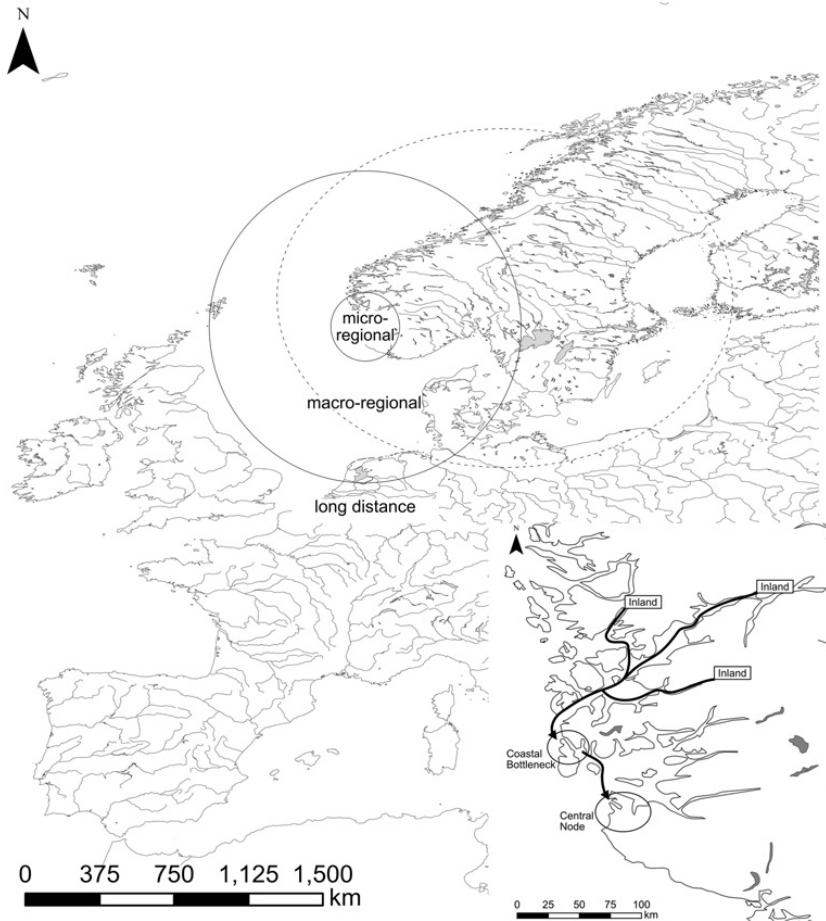 N
micro-
regional
macro-regional
long distance
0 375 750 1,125 1,500
km
N
Inland
Inland
Inland
Coastal
Bottleneck
Central
Node
0 25 50 75 100
km